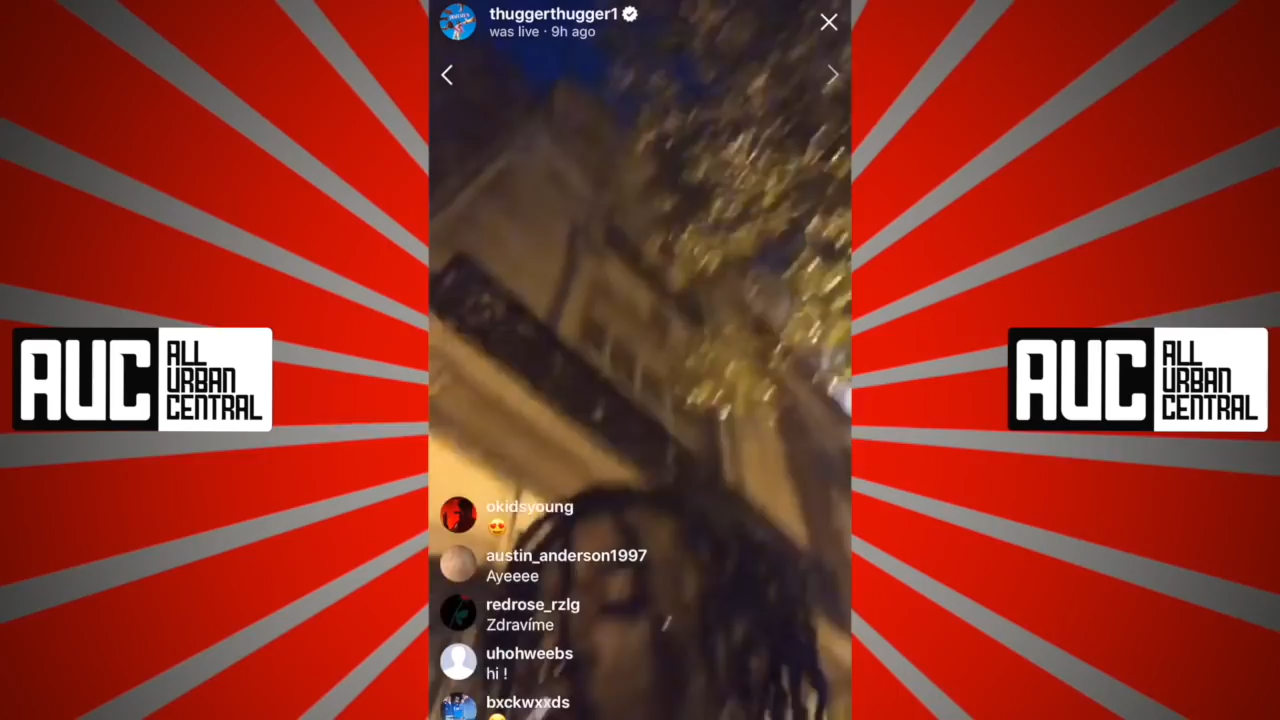 thuggerthugger1
was live · 9h ago
AUC ALL
URBAN
CENTRAL
AUC ALL
URBAN
CENTRAL
okidsyoung
😍
austin_anderson1997
Ayeeee
redrose_rzlg
Zdravíme
uhohweebs
hi !
bxckwxxds